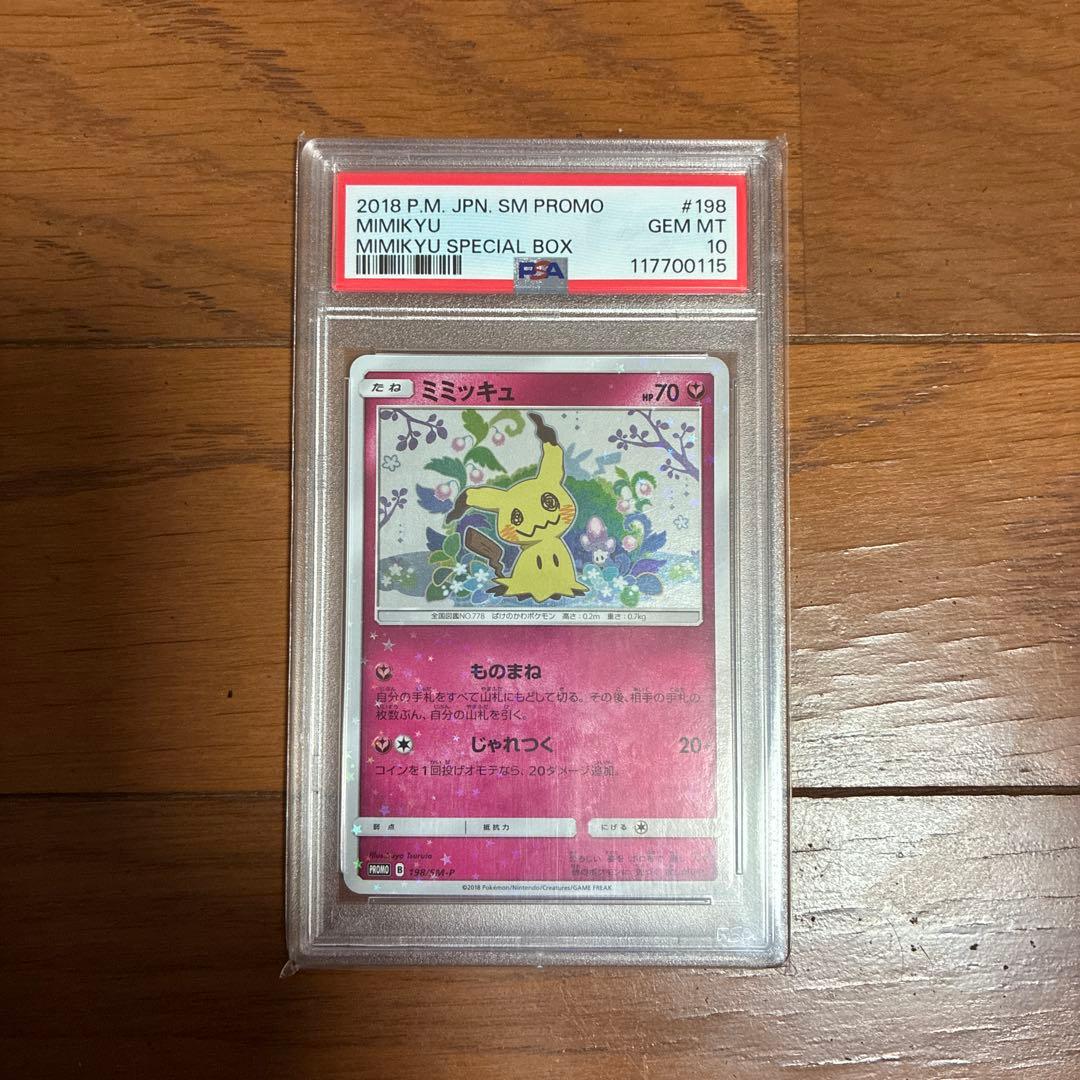 2018 P.M. JPN. SM PROMO #198
MIMIKYU GEM MT
MIMIKYU SPECIAL BOX 10
PSA 117700115
たね ミミッキュ HP70
全国図鑑NO.778 ばけのかわポケモン 高さ:0.2m 重さ:0.7kg
ものまね
自分の手札をすべて山札にもどして切る。その後、相手の手札の
枚数ぶん、自分の山札を引く。
じゃれつく 20+
コインを1回投げオモテなら、20ダメージ追加。
弱点 抵抗力 にげる
Illus. Saya Tsuruta
PROMO B 198/SM-P
©2018 Pokémon/Nintendo/Creatures/GAME FREAK